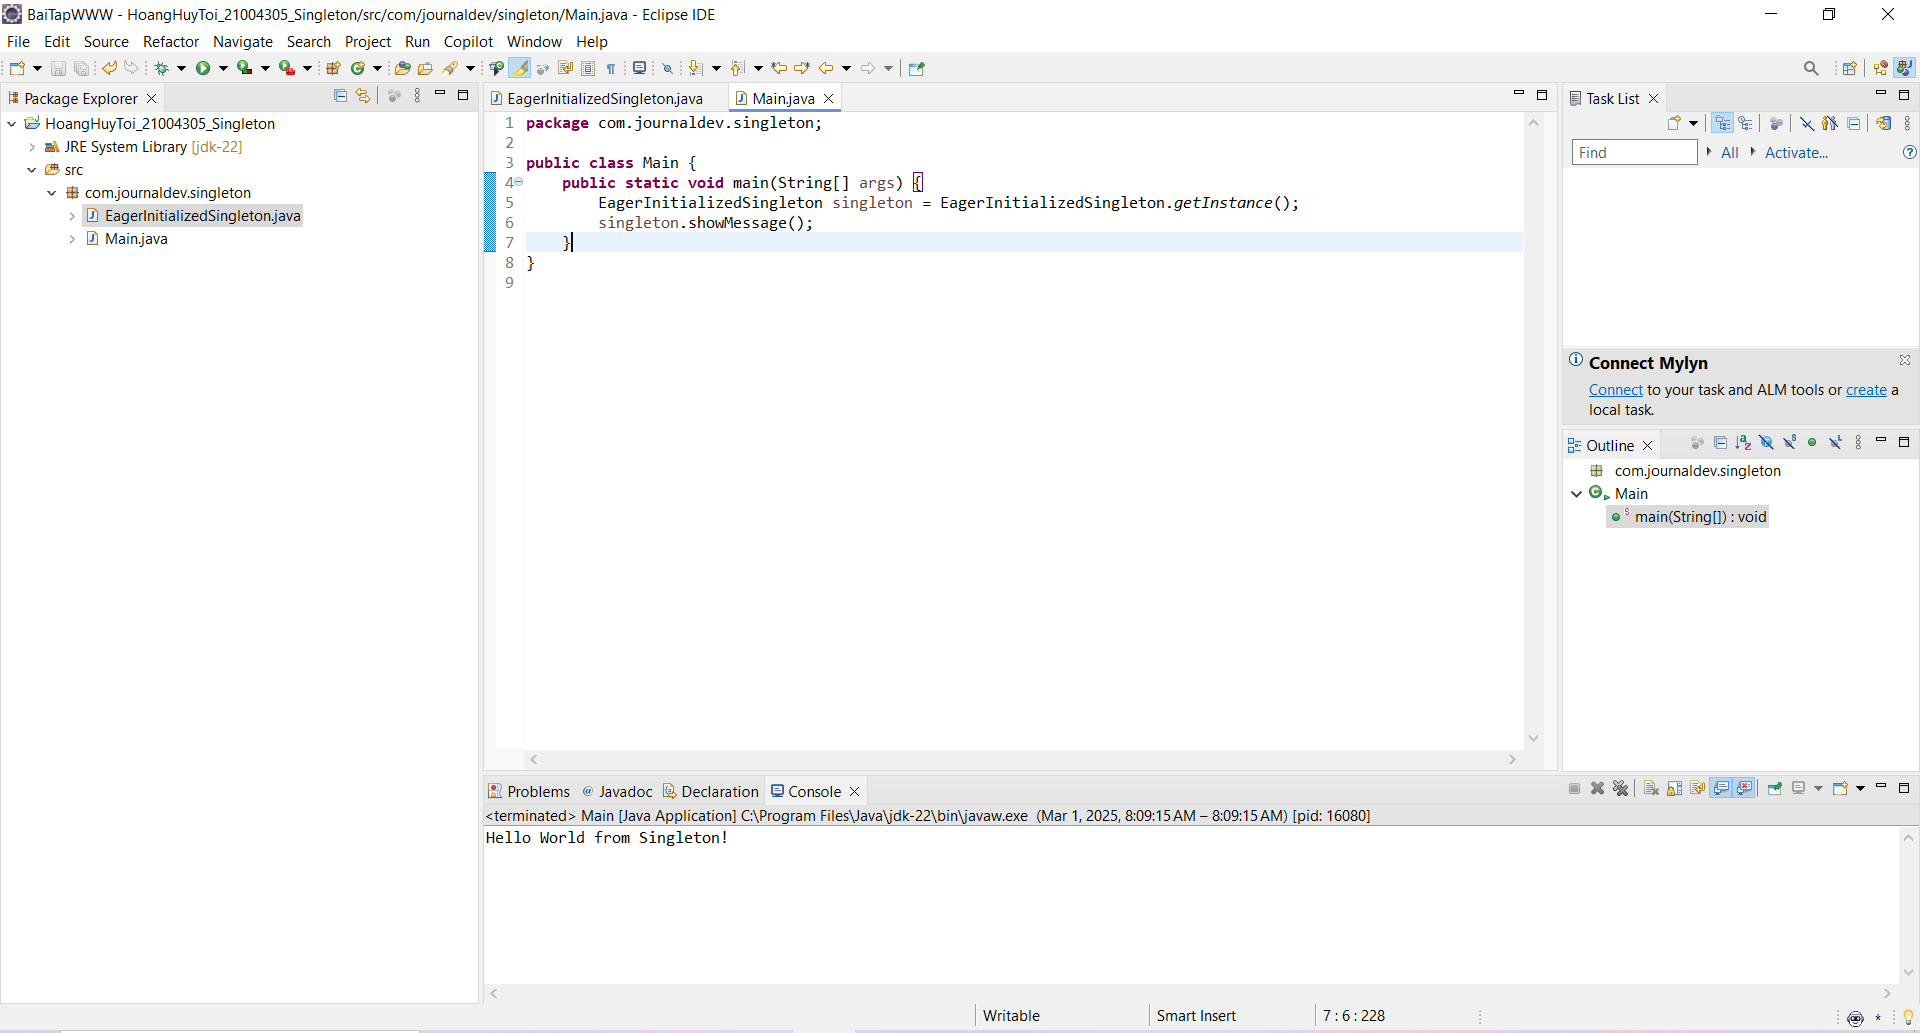 BaiTapWWW - HoangHuyToi_21004305_Singleton/src/com/journaldev/singleton/Main.java - Eclipse IDE
File Edit Source Refactor Navigate Search Project Run Copilot Window Help
Package Explorer
HoangHuyToi_21004305_Singleton
JRE System Library [jdk-22]
src
com.journaldev.singleton
EagerInitializedSingleton.java
Main.java
EagerInitializedSingleton.java Main.java
1 package com.journaldev.singleton;
2
3 public class Main {
4 public static void main(String[] args) {
5 EagerInitializedSingleton singleton = EagerInitializedSingleton.getInstance();
6 singleton.showMessage();
7 }
8 }
9
Task List
Find All Activate...
Connect Mylyn
Connect to your task and ALM tools or create a
local task.
Outline
com.journaldev.singleton
Main
main(String[]) : void
Problems @ Javadoc Declaration Console
<terminated> Main [Java Application] C:\Program Files\Java\jdk-22\bin\javaw.exe (Mar 1, 2025, 8:09:15 AM – 8:09:15 AM) [pid: 16080]
Hello World from Singleton!
Writable Smart Insert 7 : 6 : 228